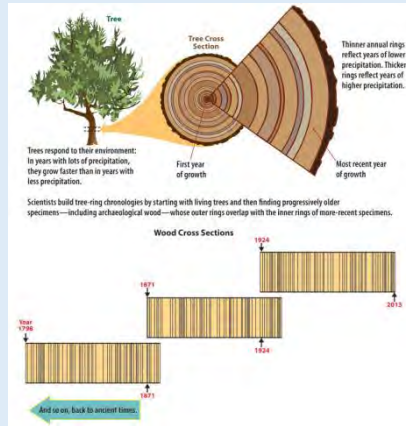 Tree
Tree Cross
Section
Thinner annual rings
reflect years of lower
precipitation. Thicker
rings reflect years of
higher precipitation.
Trees respond to their environment:
In years with lots of precipitation,
they grow faster than in years with
less precipitation.
First year
of growth
Most recent year
of growth
Scientists build tree-ring chronologies by starting with living trees and then finding progressively older
specimens—including archaeological wood—whose outer rings overlap with the inner rings of more-recent specimens.
Wood Cross Sections
1924
2013
1871
1924
Year
1796
1871
And so on, back to ancient times.